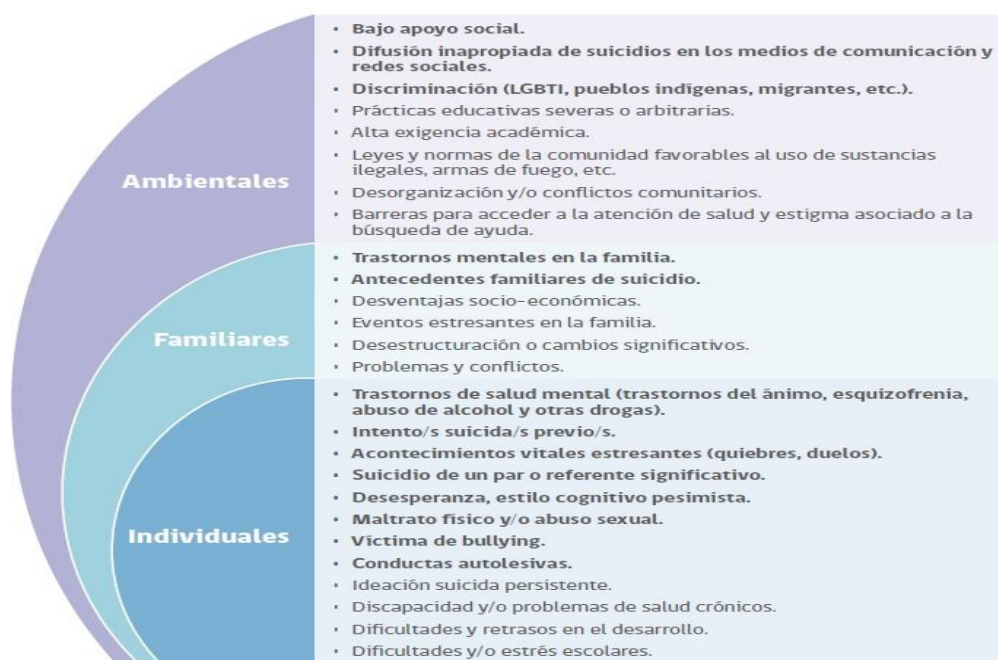 Ambientales
• Bajo apoyo social.
• Difusión inapropiada de suicidios en los medios de comunicación y
redes sociales.
• Discriminación (LGBTI, pueblos indígenas, migrantes, etc.).
• Prácticas educativas severas o arbitrarias.
• Alta exigencia académica.
• Leyes y normas de la comunidad favorables al uso de sustancias
ilegales, armas de fuego, etc.
• Desorganización y/o conflictos comunitarios.
• Barreras para acceder a la atención de salud y estigma asociado a la
búsqueda de ayuda.
Familiares
• Trastornos mentales en la familia.
• Antecedentes familiares de suicidio.
• Desventajas socio-económicas.
• Eventos estresantes en la familia.
• Desestructuración o cambios significativos.
• Problemas y conflictos.
Individuales
• Trastornos de salud mental (trastornos del ánimo, esquizofrenia,
abuso de alcohol y otras drogas).
• Intento/s suicida/s previo/s.
• Acontecimientos vitales estresantes (quiebres, duelos).
• Suicidio de un par o referente significativo.
• Desesperanza, estilo cognitivo pesimista.
• Maltrato físico y/o abuso sexual.
• Víctima de bullying.
• Conductas autolesivas.
• Ideación suicida persistente.
• Discapacidad y/o problemas de salud crónicos.
• Dificultades y retrasos en el desarrollo.
• Dificultades y/o estrés escolares.